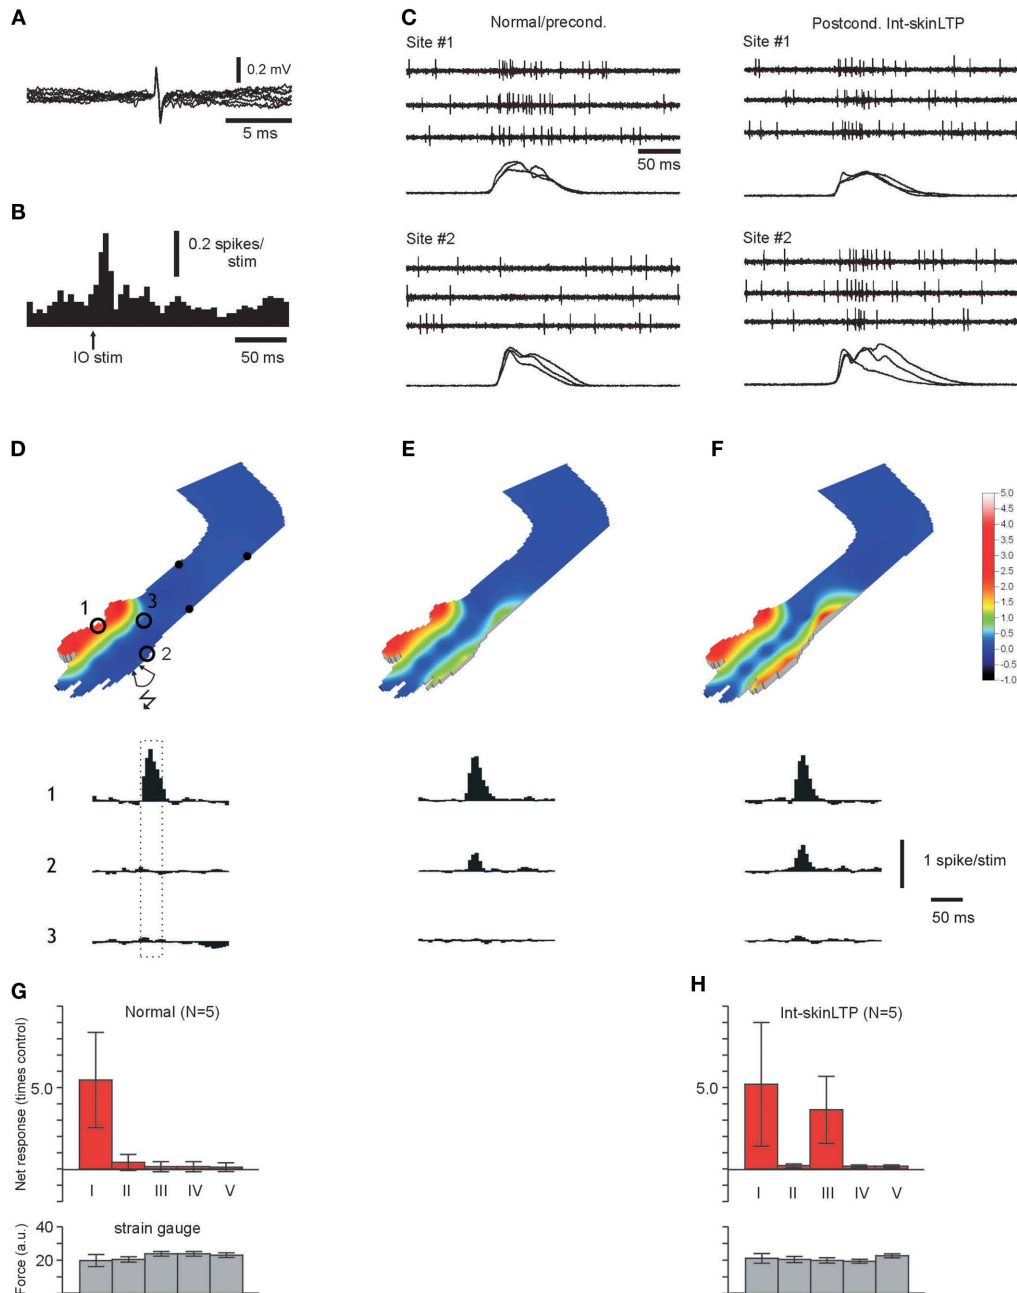 A
0.2 mV
5 ms
B
0.2 spikes/
stim
IO stim
50 ms
C
Normal/precond.
Postcond. Int-skinLTP
Site #1
Site #1
50 ms
Site #2
Site #2
D
E
F
1
3
2
5.0
4.5
4.0
3.5
3.0
2.5
2.0
1.5
1.0
0.5
0.0
-0.5
-1.0
1
2
3
1 spike/stim
50 ms
G
Normal (N=5)
Net response (times control)
5.0
I II III IV V
strain gauge
Force (a.u.)
40
20
H
Int-skinLTP (N=5)
5.0
I II III IV V
40
20